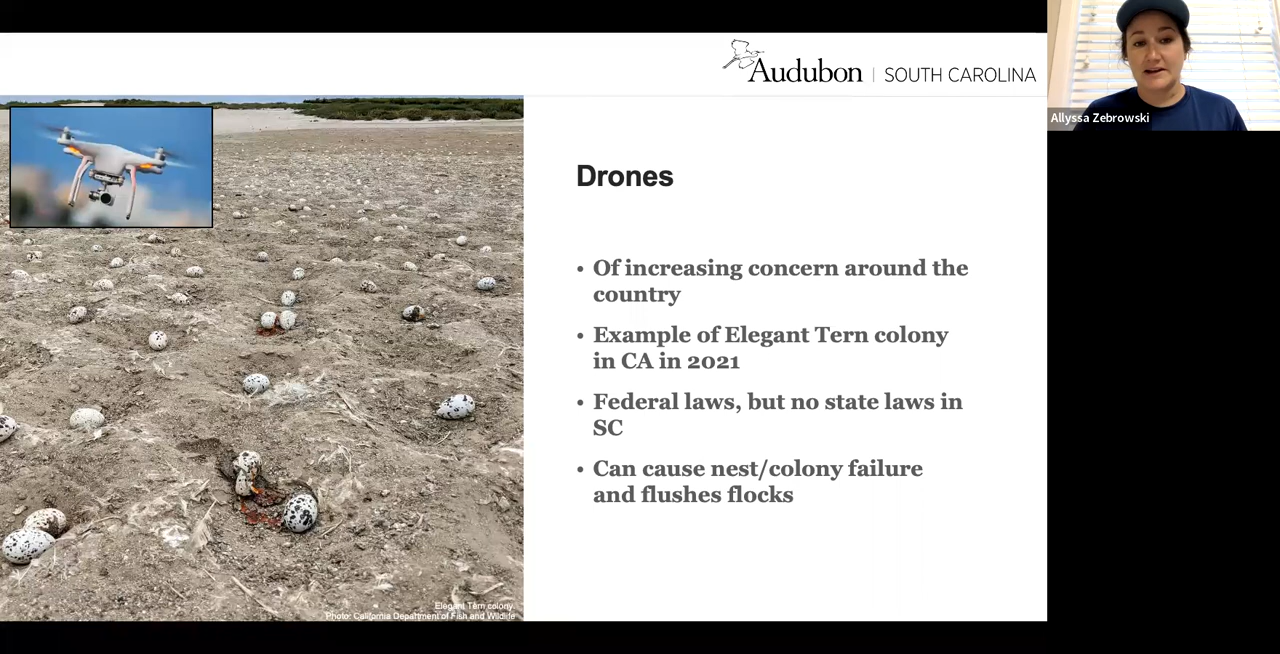 Audubon | SOUTH CAROLINA
Allyssa Zebrowski
Drones
• Of increasing concern around the
country
• Example of Elegant Tern colony
in CA in 2021
• Federal laws, but no state laws in
SC
• Can cause nest/colony failure
and flushes flocks
Elegant Tern colony.
Photo: California Department of Fish and Wildlife